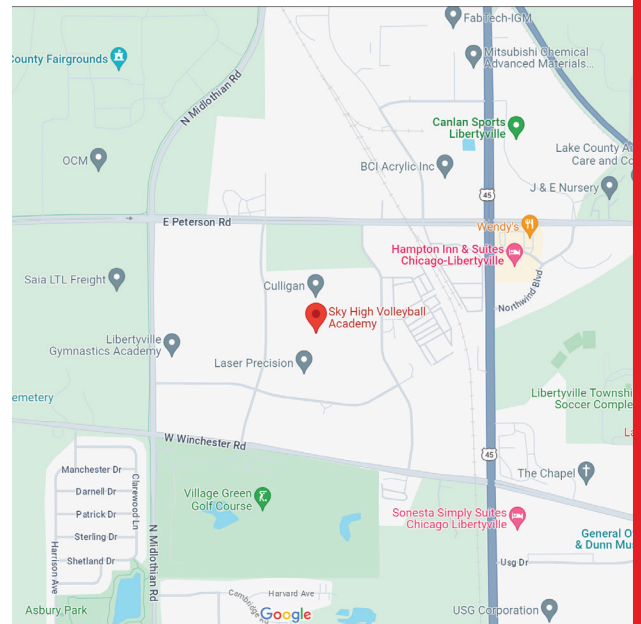 FabTech-IGM
County Fairgrounds
Mitsubishi Chemical
Advanced Materials...
N Midlothian Rd
Canlan Sports
Libertyville
OCM
BCI Acrylic Inc
Lake County A
Care and Co
J & E Nursery
45
E Peterson Rd
Wendy's
Hampton Inn & Suites
Chicago-Libertyville
Saia LTL Freight
Culligan
Northwind Blvd
Sky High Volleyball
Academy
Libertyville
Gymnastics Academy
Laser Precision
emetery
Libertyville Townshi
Soccer Comple
La
W Winchester Rd
45
Manchester Dr
The Chapel
Darnell Dr
Clarewood Ln
Village Green
Golf Course
Patrick Dr
Sonesta Simply Suites
Chicago Libertyville
Sterling Dr
General O
& Dunn Mus
Shetland Dr
Harrison Ave
N Midlothian Rd
Usg Dr
Harvard Ave
Cambridge
Asbury Park
Google
USG Corporation